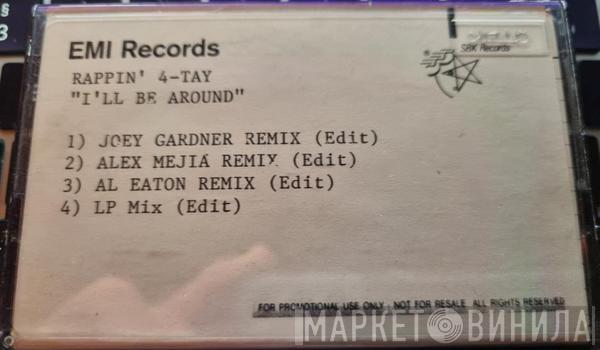 EMI Records
SBK Records
RAPPIN' 4-TAY
"I'LL BE AROUND"
1) JOEY GARDNER REMIX (Edit)
2) ALEX MEJIA REMIX (Edit)
3) AL EATON REMIX (Edit)
4) LP Mix (Edit)
FOR PROMOTIONAL USE ONLY · NOT FOR RESALE. ALL RIGHTS RESERVED
МАРКЕТ ВИНИЛА